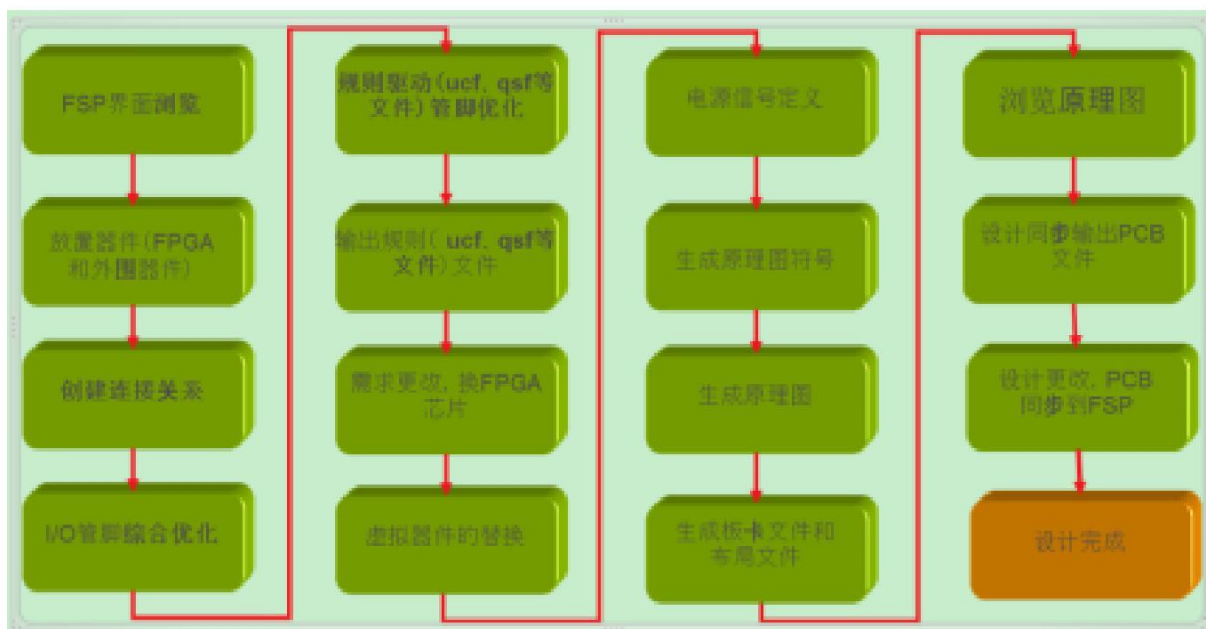 FSP界面浏览
放置器件(FPGA
和外围器件)
创建连接关系
I/O管脚综合优化
规则驱动(ucf, qsf等
文件)管脚优化
输出规则( ucf, qsf等
文件)文件
需求更改, 换FPGA
芯片
虚拟器件的替换
电源信号定义
生成原理图符号
生成原理图
生成板卡文件和
布局文件
浏览原理图
设计同步输出PCB
文件
设计更改, PCB
同步到FSP
设计完成